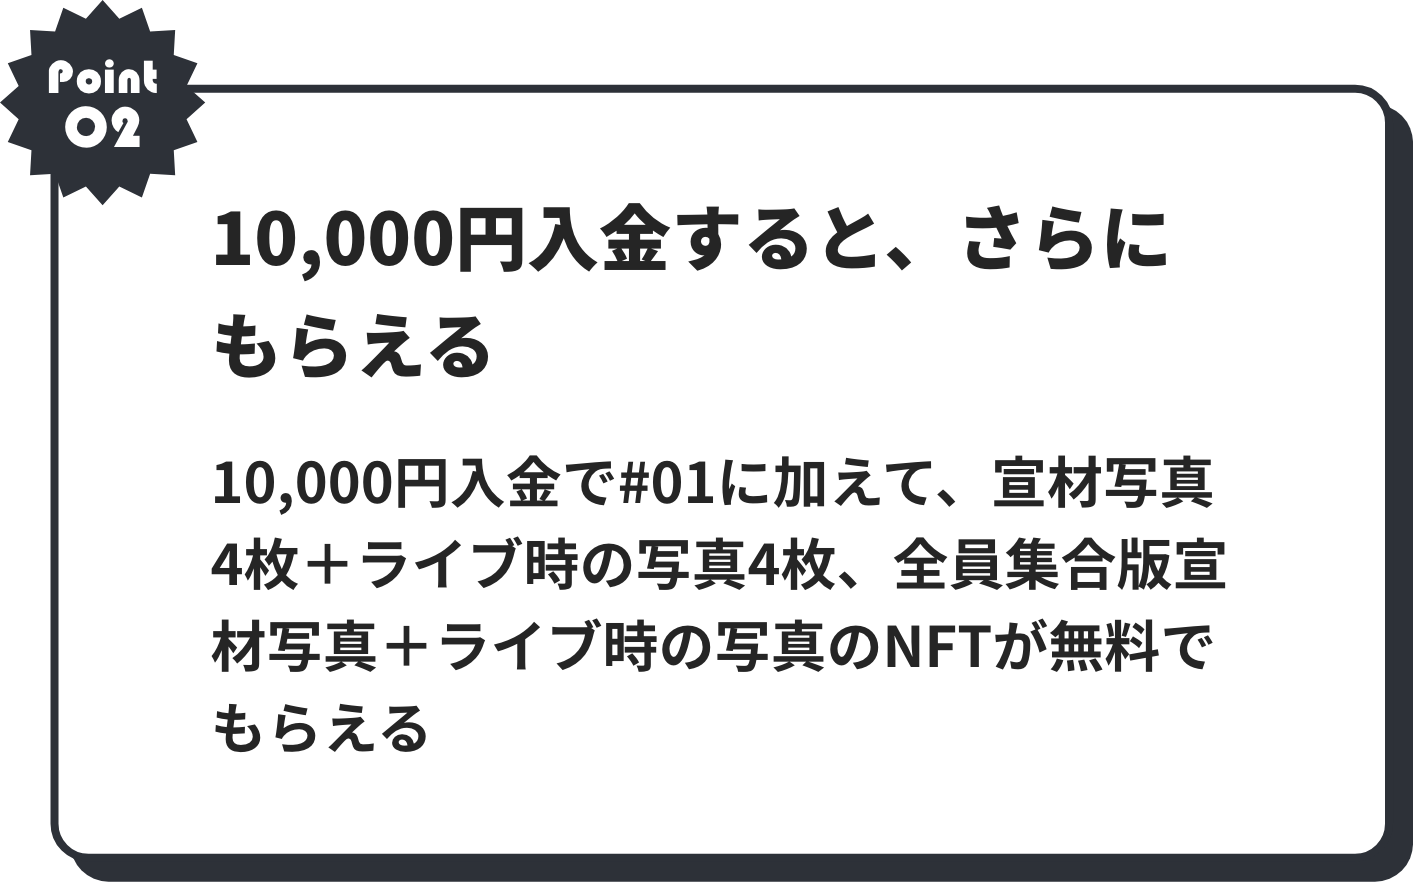 Point
02
10,000円入金すると、さらに
もらえる
10,000円入金で#01に加えて、宣材写真
4枚＋ライブ時の写真4枚、全員集合版宣
材写真＋ライブ時の写真のNFTが無料で
もらえる